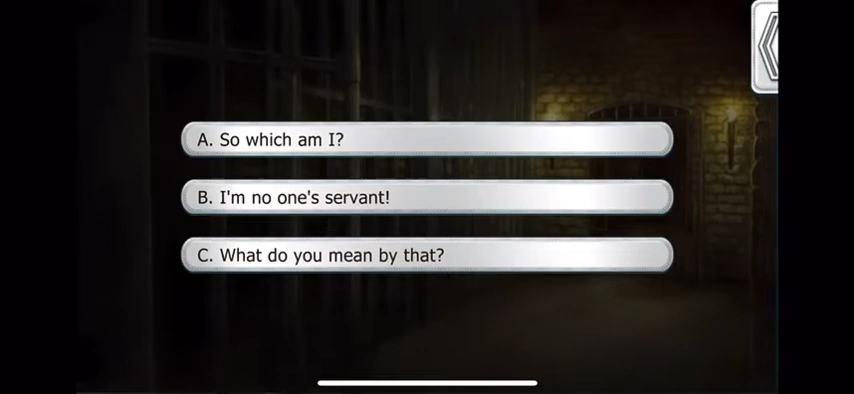 A. So which am I?
B. I'm no one's servant!
C. What do you mean by that?